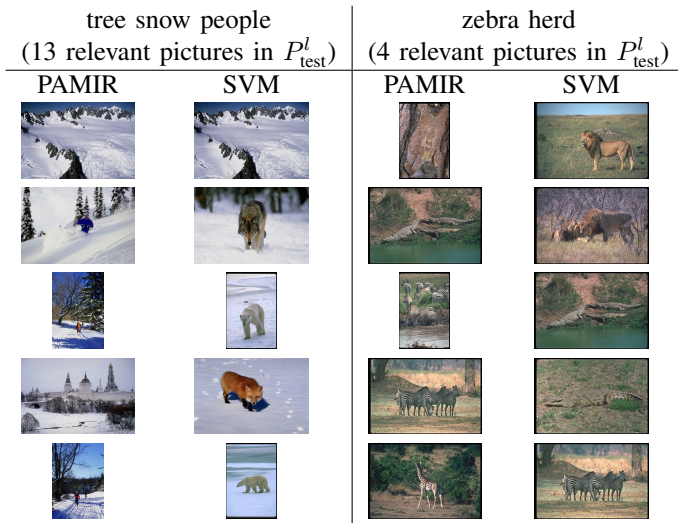 tree snow people
(13 relevant pictures in P^l_test)
zebra herd
(4 relevant pictures in P^l_test)
PAMIR SVM PAMIR SVM